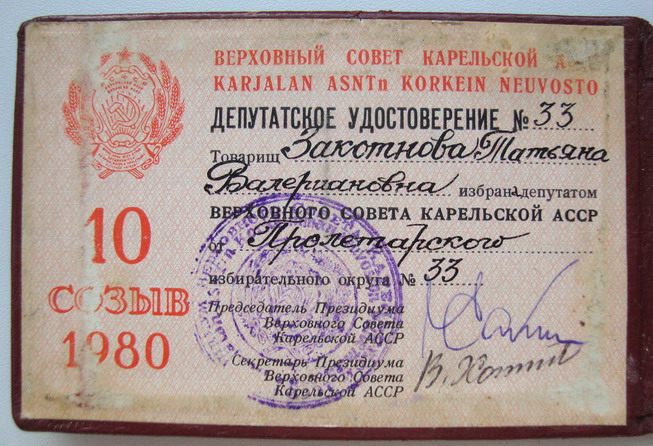 ВЕРХОВНЫЙ СОВЕТ КАРЕЛЬСКОЙ А
KARJALAN ASNTn KORKEIN NEUVOSTO
ДЕПУТАТСКОЕ УДОСТОВЕРЕНИЕ № 33
Товарищ Закотнова Татьяна
Валериановна избрана депутатом
ВЕРХОВНОГО СОВЕТА КАРЕЛЬСКОЙ АССР
от Пролетарского
избирательного округа № 33
10
СОЗЫВ
1980
Председатель Президиума
Верховного Совета
Карельской АССР
Секретарь Президиума
Верховного Совета
Карельской АССР